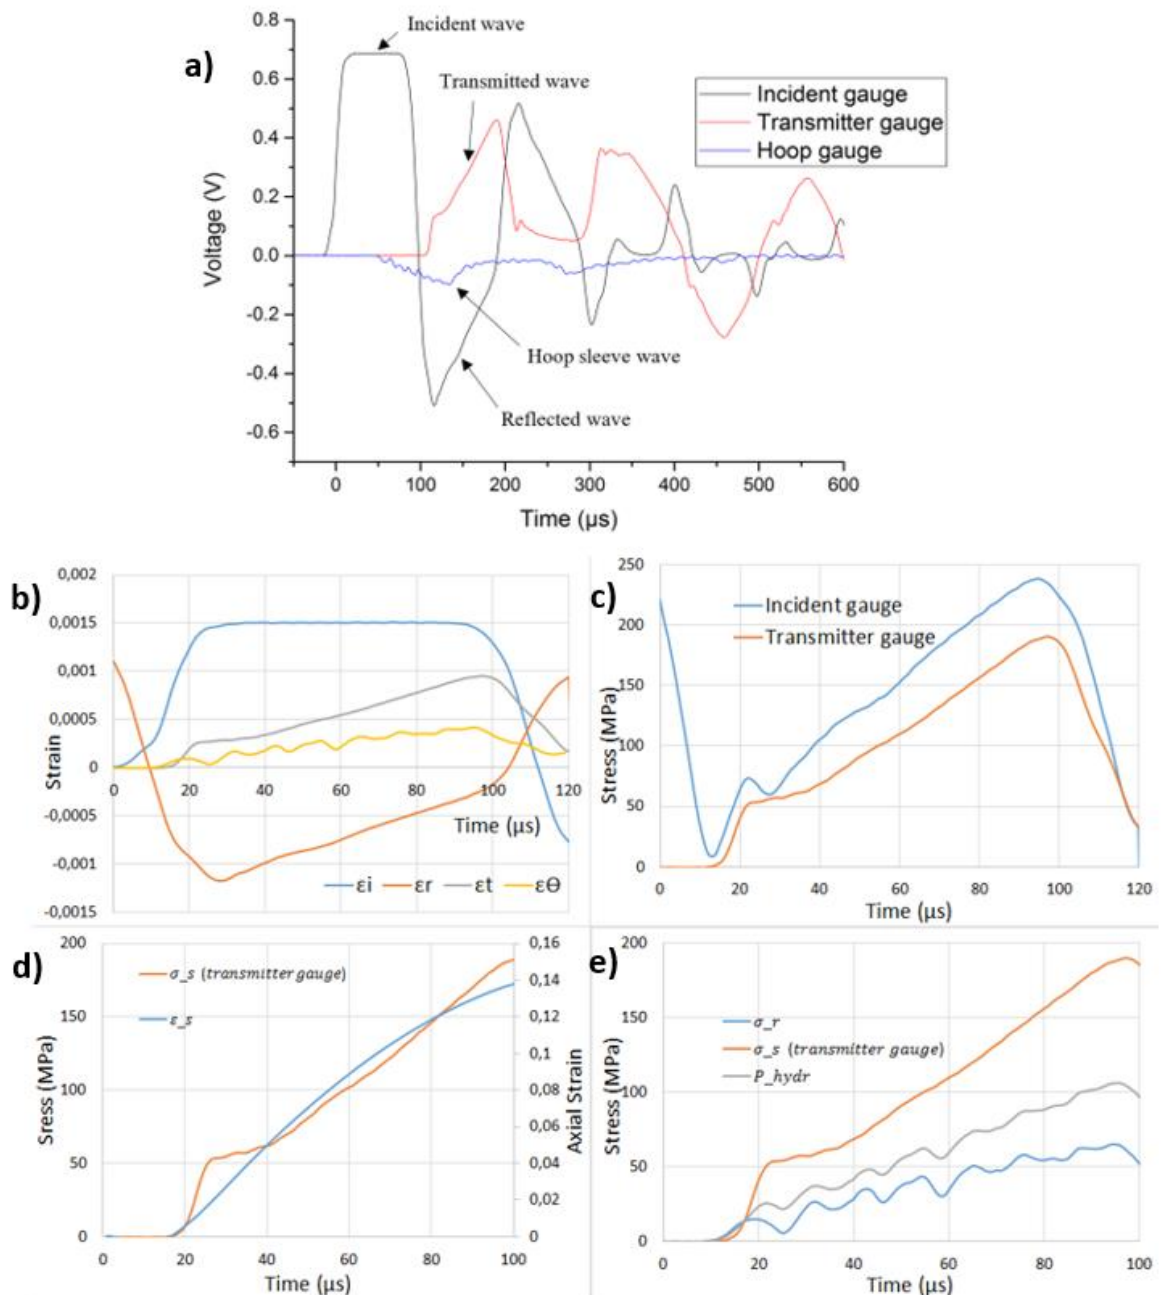 a)
Incident wave
Transmitted wave
Hoop sleeve wave
Reflected wave
Incident gauge
Transmitter gauge
Hoop gauge
Voltage (V)
0.8
0.6
0.4
0.2
0.0
-0.2
-0.4
-0.6
0 100 200 300 400 500 600
Time (µs)
b)
Strain
0,002
0,0015
0,001
0,0005
0
-0,0005
-0,001
-0,0015
0 20 40 60 80 100 120
Time (µs)
εi εr εt εΘ
c)
Stress (MPa)
250
200
150
100
50
0
Incident gauge
Transmitter gauge
0 20 40 60 80 100 120
Time (µs)
d)
Sress (MPa)
200
150
100
50
0
σ_s (transmitter gauge)
ε_s
0,16
0,14
0,12
0,1
0,08
0,06
0,04
0,02
0
Axial Strain
0 20 40 60 80 100
Time (µs)
e)
Stress (MPa)
200
150
100
50
0
σ_r
σ_s (transmitter gauge)
P_hydr
0 20 40 60 80 100
Time (µs)